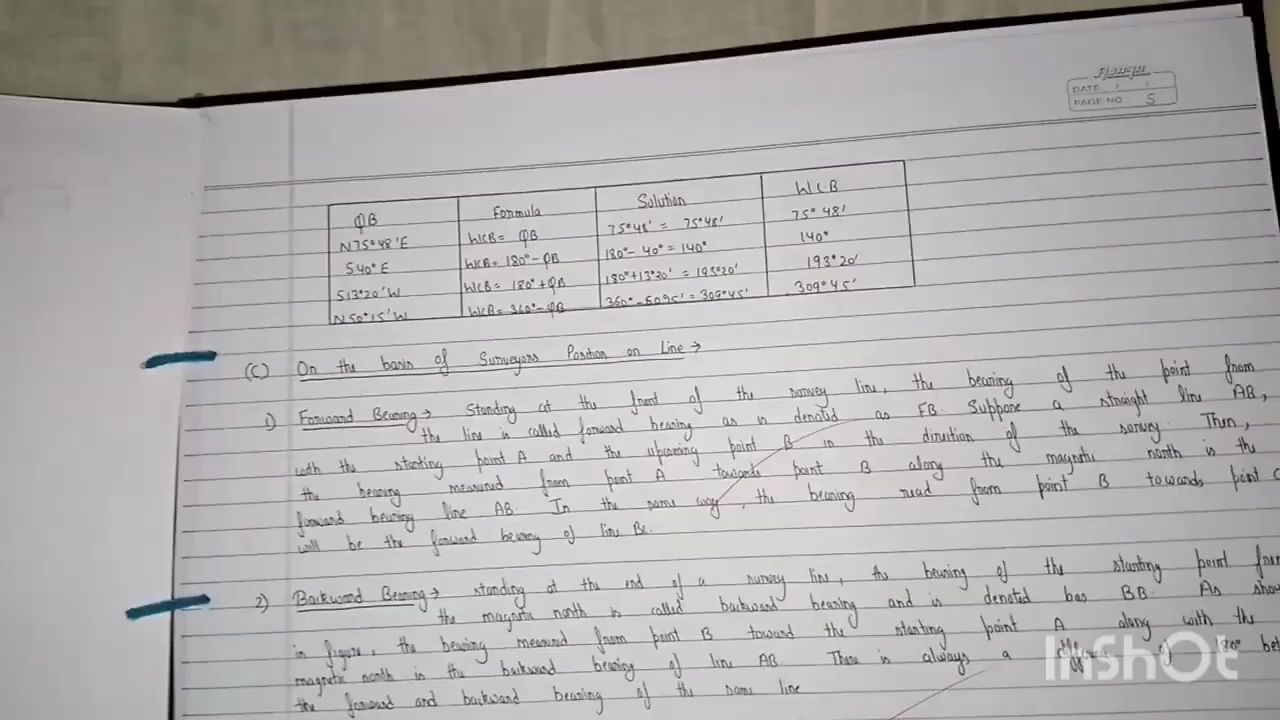 DATE / /
PAGE NO 5
QB Formula Solution WCB
N75°48'E WCB= QB 75°48' = 75°48' 75° 48'
S40°E WCB= 180°-QB 180°-40°=140° 140°
S13°20'W WCB= 180°+QB 180°+13°20' = 193°20' 193°20'
N50°15'W WCB= 360°-QB 360°- = 309°45' 309°45'
(C) On the basis of Surveyors Position on Line →
1) Forward Bearing → Standing at the front of the survey line, the bearing of the point from
the line is called forward bearing as is denoted as FB. Suppose a straight line AB,
with the starting point A and the upcoming point B in the direction of the survey. Then,
the bearing measured from point A towards point B along the magnetic north is the
forward bearing line AB. In the same way, the bearing read from point B towards point C
will be the forward bearing of line BC.
2) Backward Bearing → standing at the end of a survey line, the bearing of the starting point from
the magnetic north is called backward bearing and is denoted bas BB. As show
in figure, the bearing measured from point B toward the starting point A along with the
magnetic north is the backward bearing of line AB. There is always a of 180° bet
the forward and backward bearing of the same line
InShOt